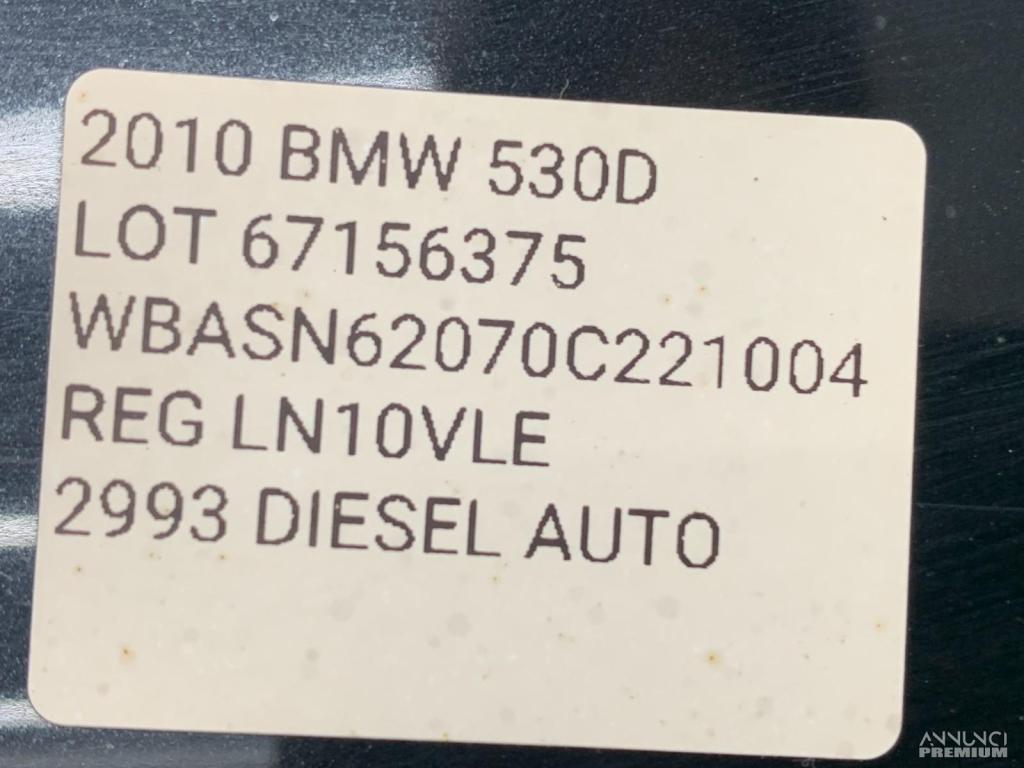 2010 BMW 530D
LOT 67156375
WBASN62070C221004
REG LN10VLE
2993 DIESEL AUTO
ANNUNCI
PREMIUM